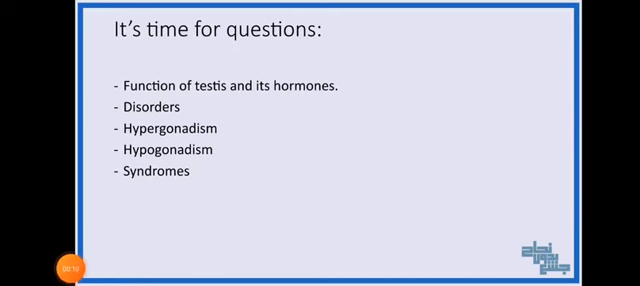 It's time for questions:
- Function of testis and its hormones.
- Disorders
- Hypergonadism
- Hypogonadism
- Syndromes
00:10